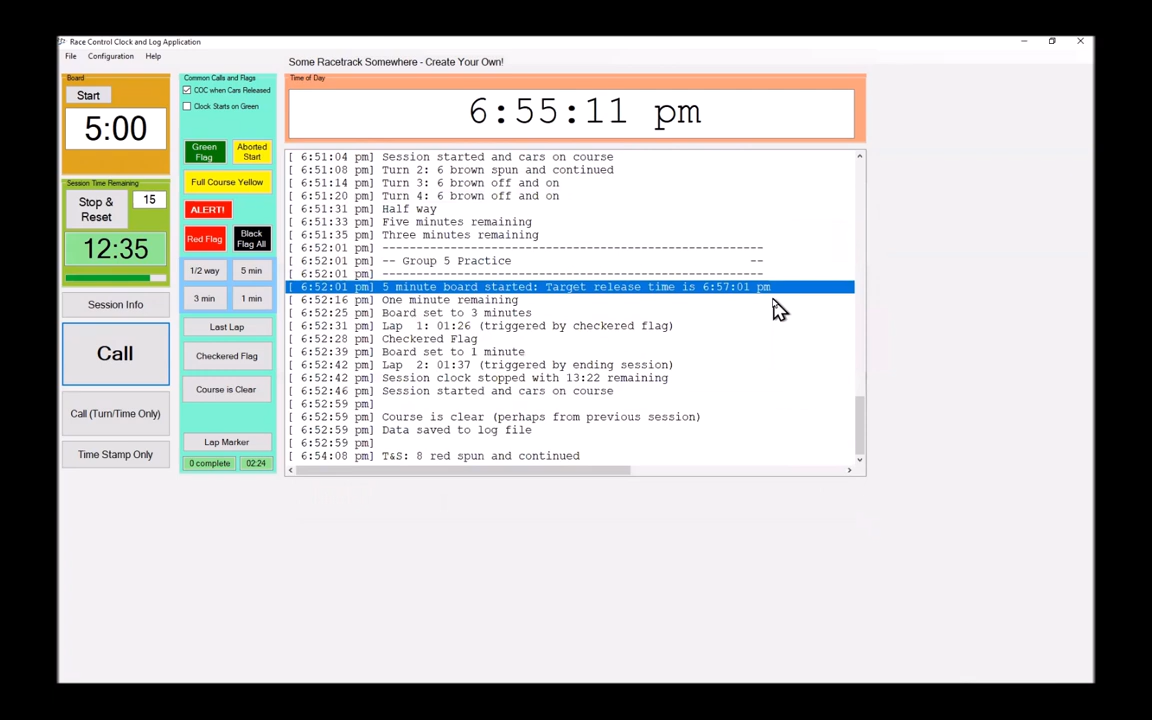 Race Control Clock and Log Application
File Configuration Help
Some Racetrack Somewhere - Create Your Own!
Board
Start
5:00
Session Time Remaining
Stop & Reset
15
12:35
Session Info
Call
Call (Turn/Time Only)
Time Stamp Only
Common Calls and Flags
COC when Cars Released
Clock Starts on Green
Green Flag
Aborted Start
Full Course Yellow
ALERT!
Red Flag
Black Flag All
1/2 way
5 min
3 min
1 min
Last Lap
Checkered Flag
Course is Clear
Lap Marker
0 complete
02:24
Time of Day
6:55:11 pm
[ 6:51:04 pm] Session started and cars on course
[ 6:51:08 pm] Turn 2: 6 brown spun and continued
[ 6:51:14 pm] Turn 3: 6 brown off and on
[ 6:51:20 pm] Turn 4: 6 brown off and on
[ 6:51:31 pm] Half way
[ 6:51:33 pm] Five minutes remaining
[ 6:51:35 pm] Three minutes remaining
[ 6:52:01 pm] --------------------------------------------
[ 6:52:01 pm] -- Group 5 Practice --
[ 6:52:01 pm] --------------------------------------------
[ 6:52:01 pm] 5 minute board started: Target release time is 6:57:01 pm
[ 6:52:16 pm] One minute remaining
[ 6:52:25 pm] Board set to 3 minutes
[ 6:52:31 pm] Lap 1: 01:26 (triggered by checkered flag)
[ 6:52:28 pm] Checkered Flag
[ 6:52:39 pm] Board set to 1 minute
[ 6:52:42 pm] Lap 2: 01:37 (triggered by ending session)
[ 6:52:42 pm] Session clock stopped with 13:22 remaining
[ 6:52:46 pm] Session started and cars on course
[ 6:52:59 pm]
[ 6:52:59 pm] Course is clear (perhaps from previous session)
[ 6:52:59 pm] Data saved to log file
[ 6:52:59 pm]
[ 6:54:08 pm] T&S: 8 red spun and continued